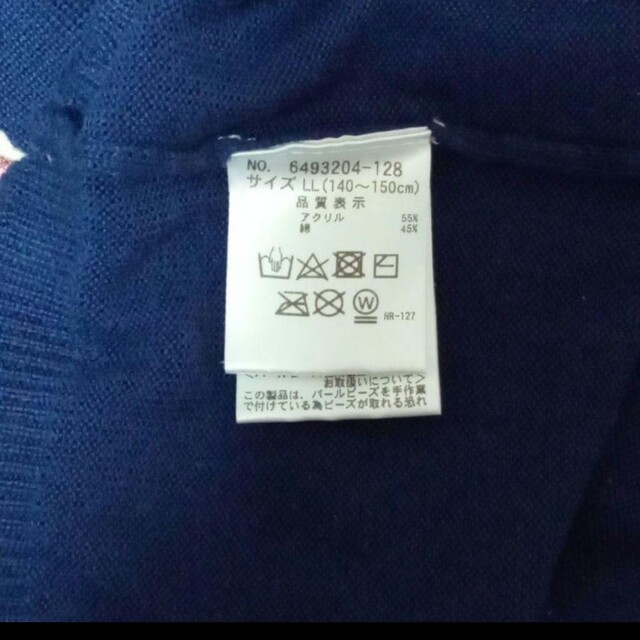 NO. 6493204-128
サイズ LL(140～150cm)
品質表示
アクリル 55%
綿 45%
W
HR-127
お取扱いについて
この製品は、パールビーズを手作業
で付けている為ビーズが取れる恐れ